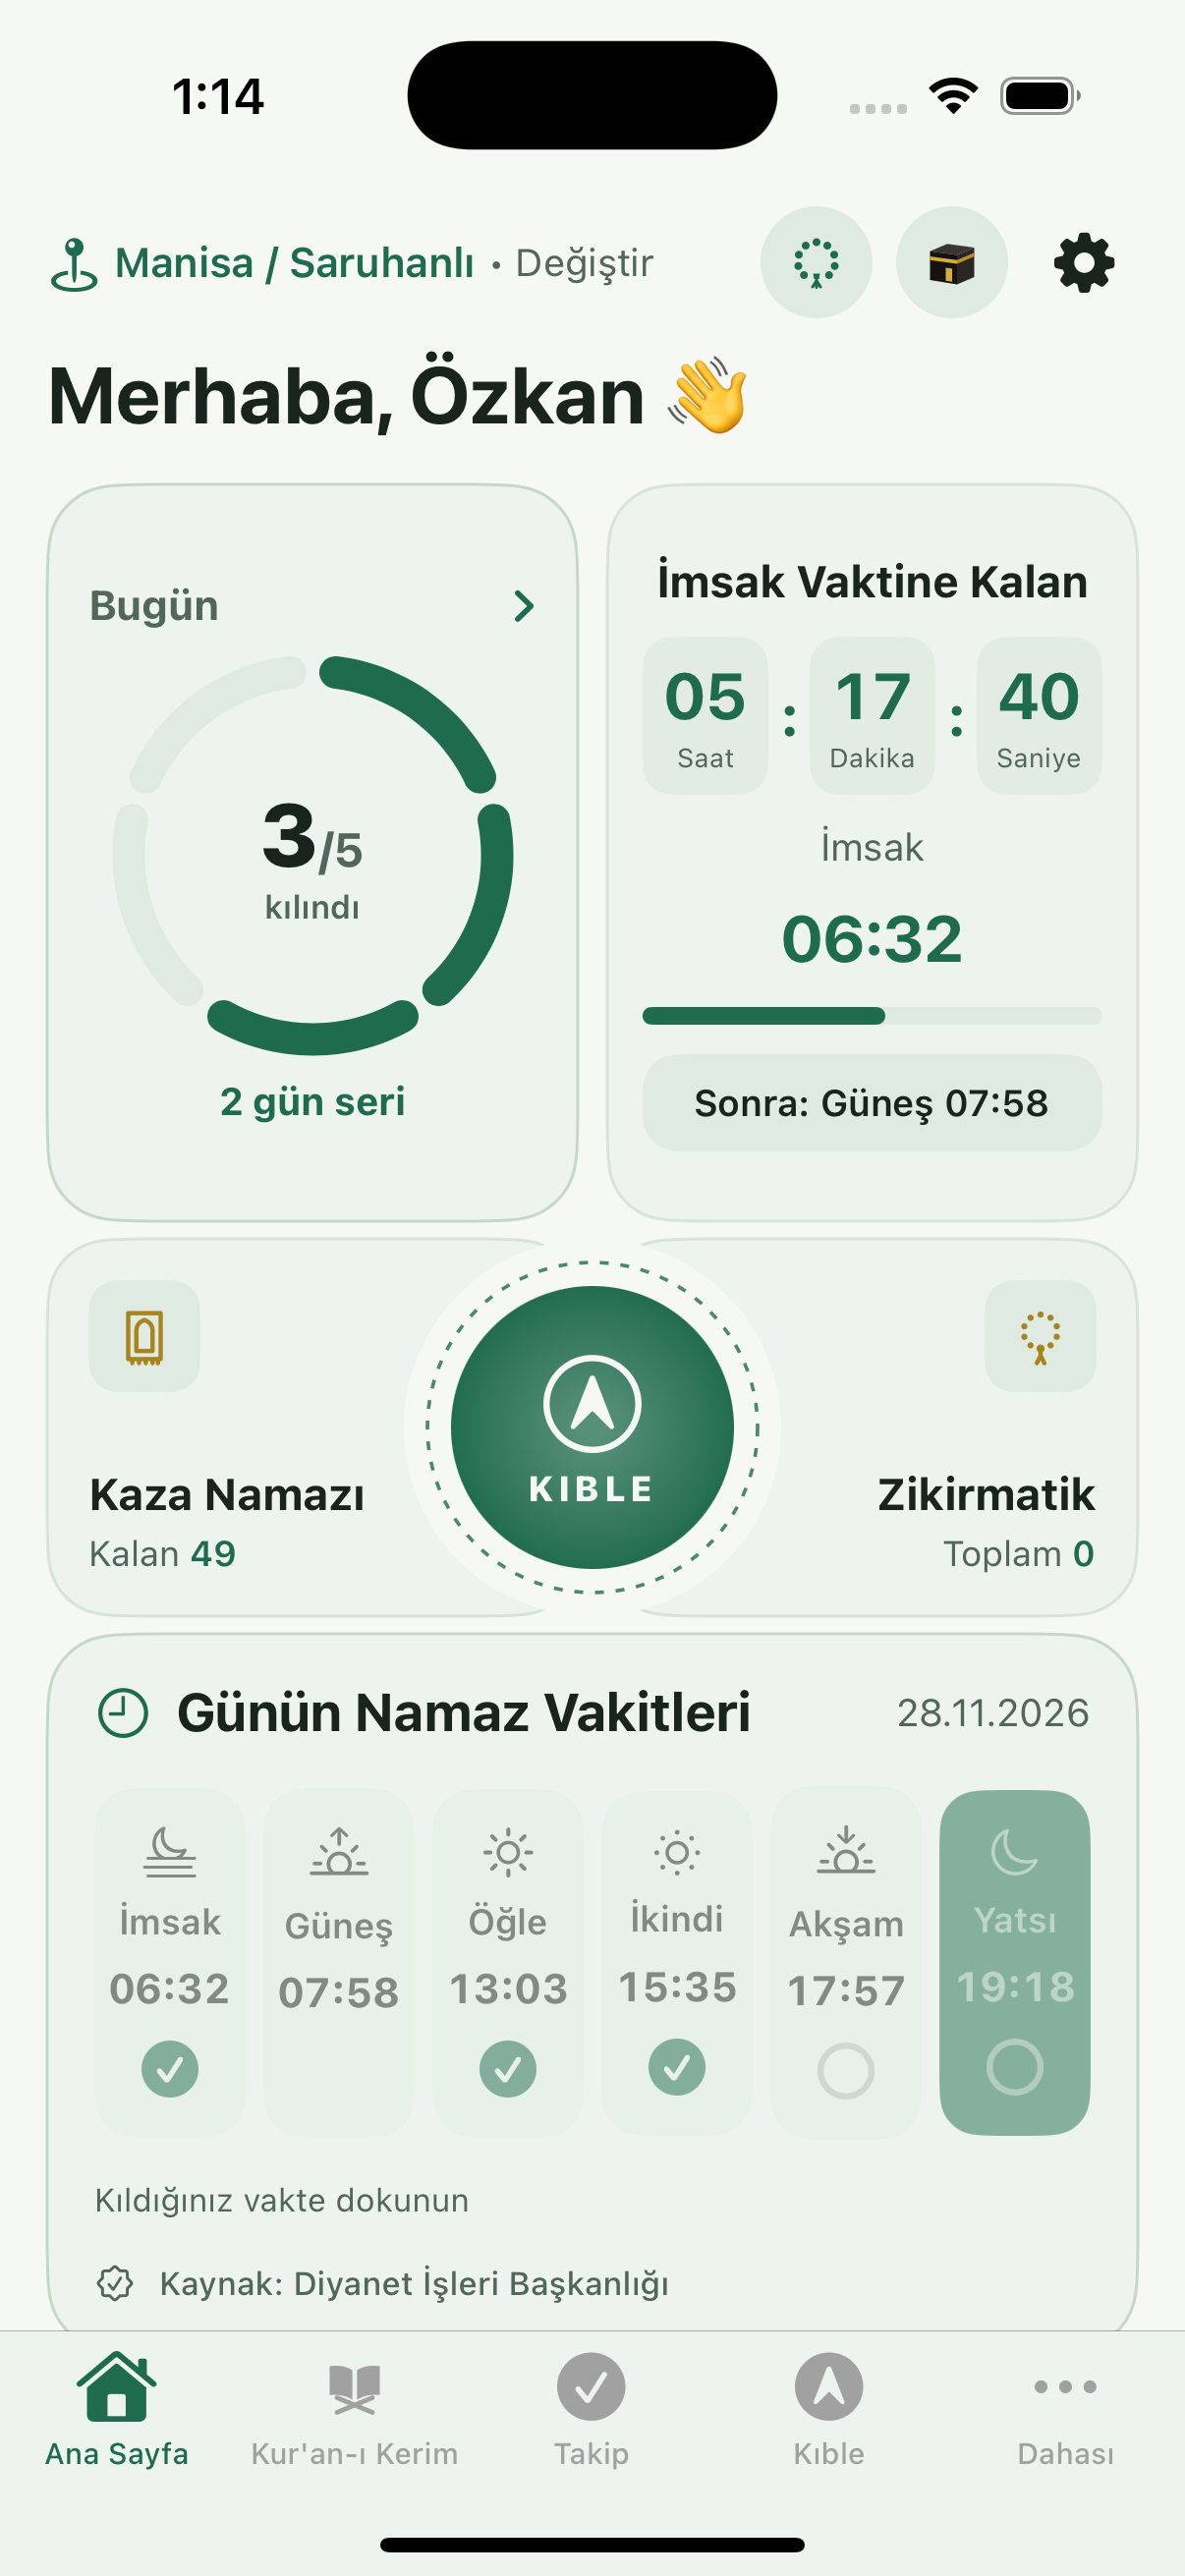 1:14
Manisa / Saruhanlı • Değiştir
Merhaba, Özkan 👋
Bugün
3/5
kılındı
2 gün seri
İmsak Vaktine Kalan
05 : 17 : 40
Saat Dakika Saniye
İmsak
06:32
Sonra: Güneş 07:58
Kaza Namazı
Kalan 49
KIBLE
Zikirmatik
Toplam 0
Günün Namaz Vakitleri 28.11.2026
İmsak Güneş Öğle İkindi Akşam Yatsı
06:32 07:58 13:03 15:35 17:57 19:18
Kıldığınız vakte dokunun
Kaynak: Diyanet İşleri Başkanlığı
Ana Sayfa Kur'an-ı Kerim Takip Kıble Dahası